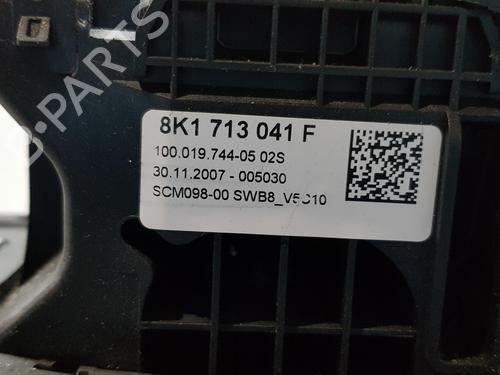 8K1 713 041 F
100.019.744-05 02S
30.11.2007 - 005030
SCM098-00 SWB8_V5C10
B-PARTS